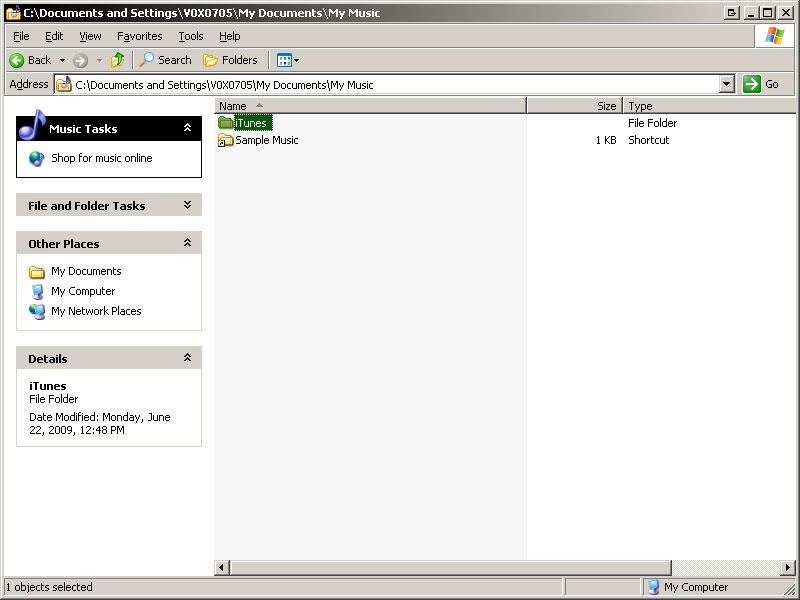 C:\Documents and Settings\V0X0705\My Documents\My Music
File Edit View Favorites Tools Help
Back Search Folders
Address C:\Documents and Settings\V0X0705\My Documents\My Music Go
Name Size Type
iTunes File Folder
Sample Music 1 KB Shortcut
Music Tasks
Shop for music online
File and Folder Tasks
Other Places
My Documents
My Computer
My Network Places
Details
iTunes
File Folder
Date Modified: Monday, June
22, 2009, 12:48 PM
1 objects selected My Computer